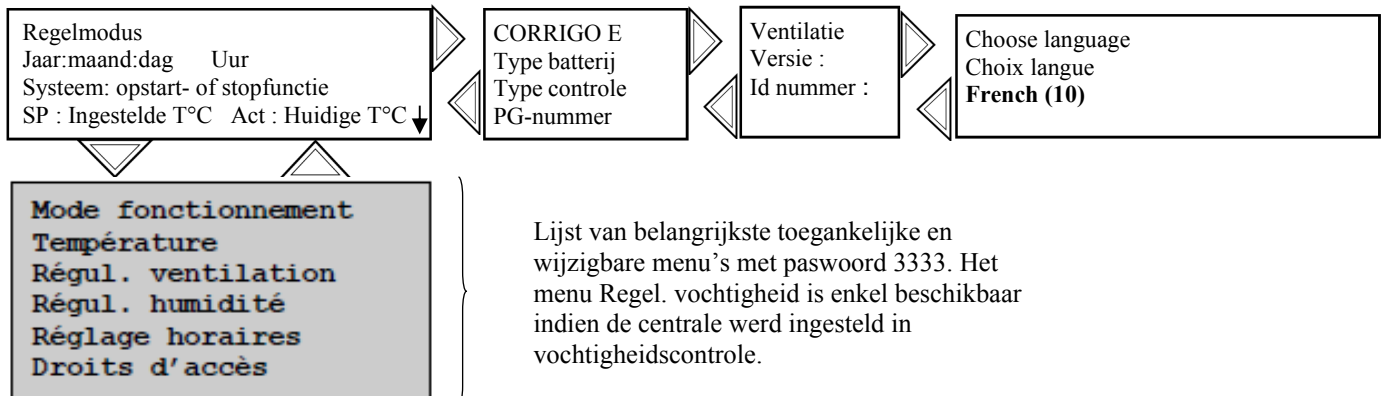 Regelmodus
Jaar:maand:dag Uur
Systeem: opstart- of stopfunctie
SP : Ingestelde T°C Act : Huidige T°C
CORRIGO E
Type batterij
Type controle
PG-nummer
Ventilatie
Versie :
Id nummer :
Choose language
Choix langue
French (10)
Mode fonctionnement
Température
Régul. ventilation
Régul. humidité
Réglage horaires
Droits d'accès
Lijst van belangrijkste toegankelijke en
wijzigbare menu's met paswoord 3333. Het
menu Regel. vochtigheid is enkel beschikbaar
indien de centrale werd ingesteld in
vochtigheidscontrole.